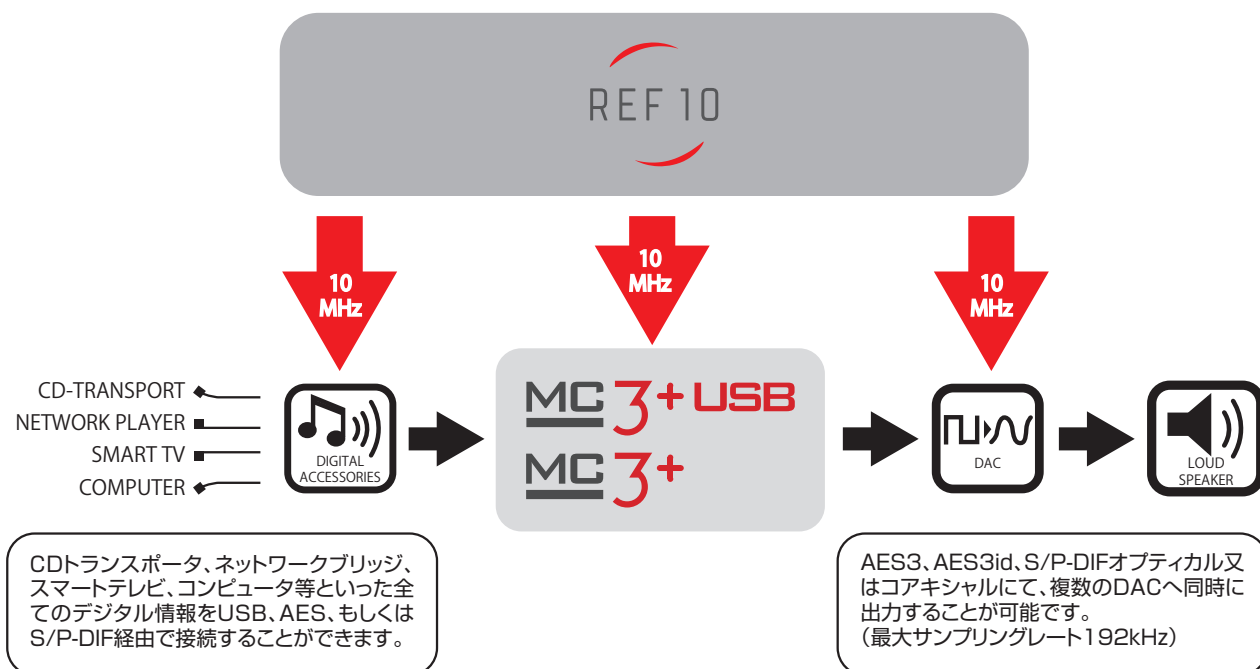 REF 10
10
MHz
10
MHz
10
MHz
CD-TRANSPORT
NETWORK PLAYER
SMART TV
COMPUTER
DIGITAL
ACCESSORIES
MC3+USB
MC3+
DAC
LOUD
SPEAKER
CDトランスポータ、ネットワークブリッジ、
スマートテレビ、コンピュータ等といった全
てのデジタル情報をUSB、AES、もしくは
S/P-DIF経由で接続することができます。
AES3、AES3id、S/P-DIFオプティカル又
はコアキシャルにて、複数のDACへ同時に
出力することが可能です。
（最大サンプリングレート192kHz）